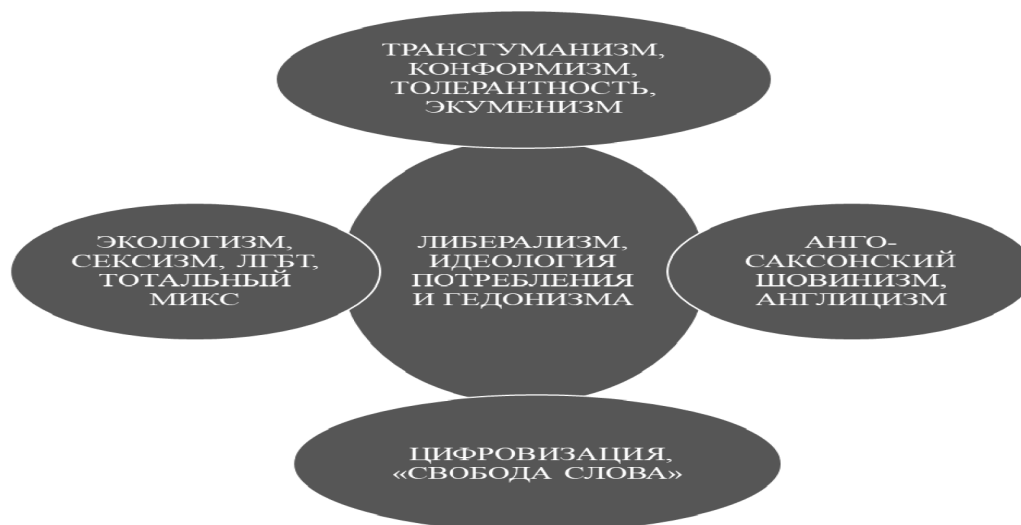 ТРАНСГУМАНИЗМ,
КОНФОРМИЗМ,
ТОЛЕРАНТНОСТЬ,
ЭКУМЕНИЗМ
ЭКОЛОГИЗМ,
СЕКСИЗМ, ЛГБТ,
ТОТАЛЬНЫЙ
МИКС
ЛИБЕРАЛИЗМ,
ИДЕОЛОГИЯ
ПОТРЕБЛЕНИЯ
И ГЕДОНИЗМА
АНГО-
САКСОНСКИЙ
ШОВИНИЗМ,
АНГЛИЦИЗМ
ЦИФРОВИЗАЦИЯ,
«СВОБОДА СЛОВА»